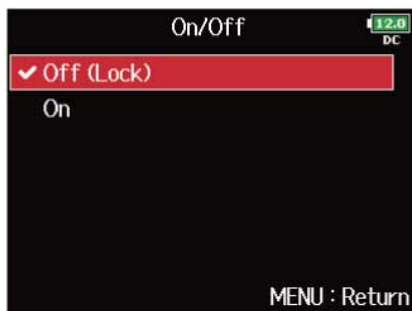 On/Off
12.0
DC
✔ Off (Lock)
On
MENU : Return